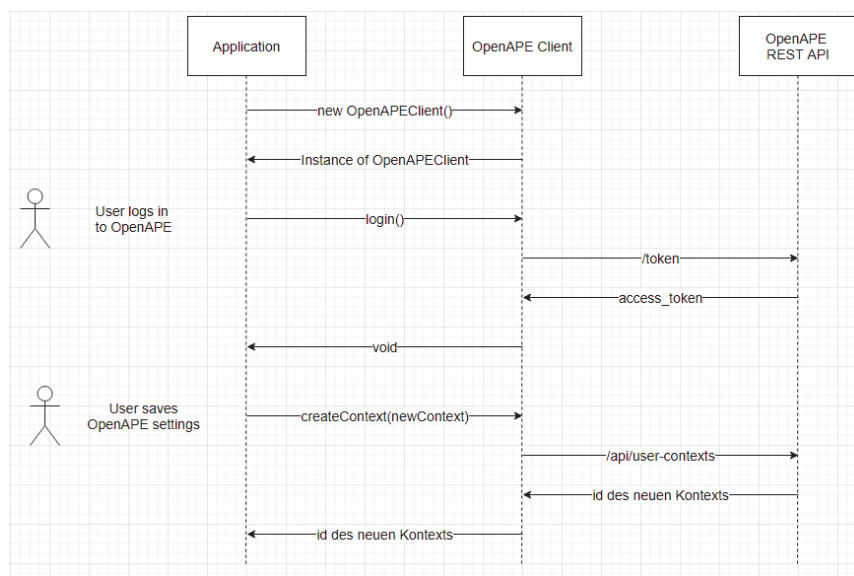 Application
OpenAPE Client
OpenAPE
REST API
new OpenAPEClient()
Instance of OpenAPEClient
User logs in
to OpenAPE
login()
/token
access_token
void
User saves
OpenAPE settings
createContext(newContext)
/api/user-contexts
id des neuen Kontexts
id des neuen Kontexts